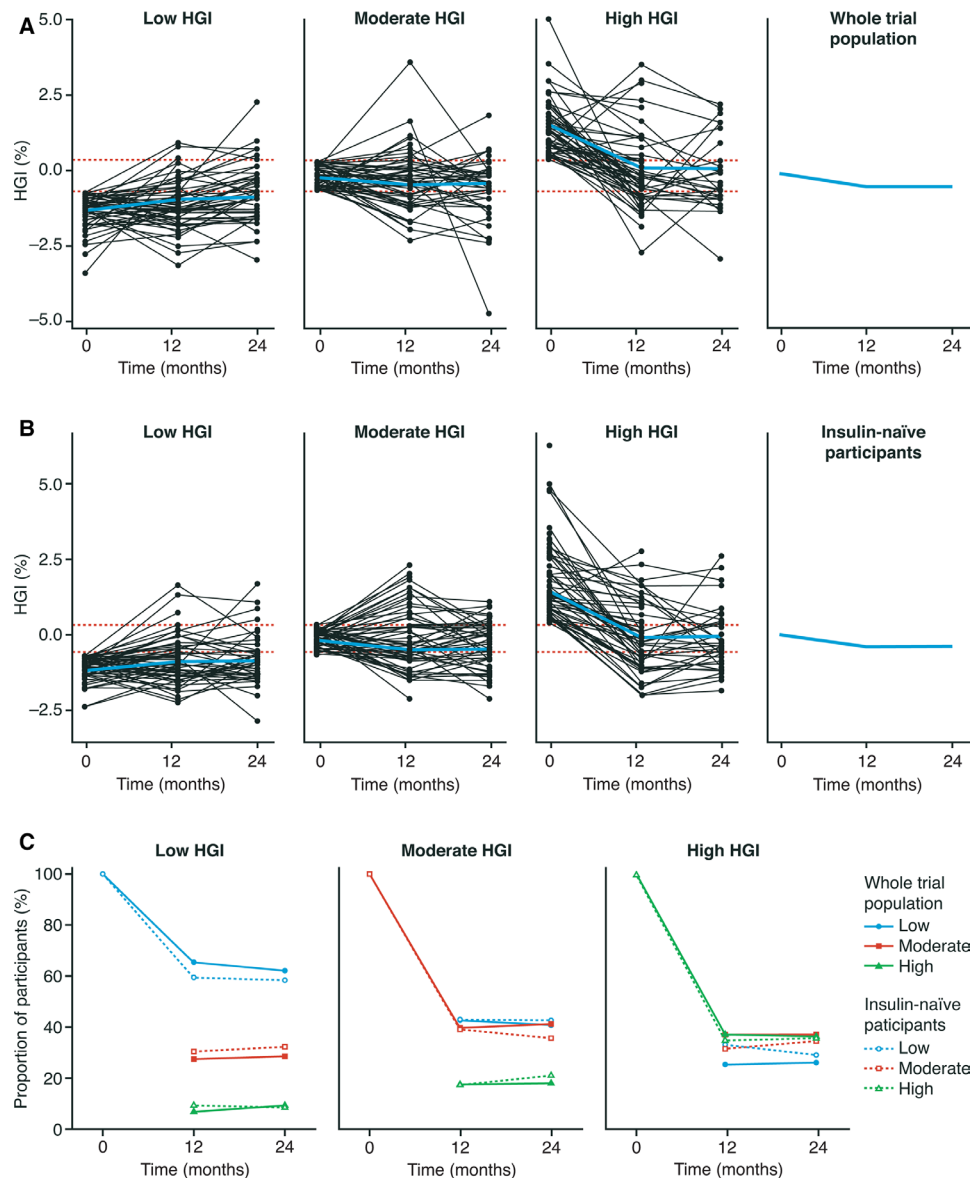 A
Low HGI
Moderate HGI
High HGI
Whole trial
population
HGI (%)
5.0
2.5
0.0
–2.5
–5.0
0 12 24
0 12 24
0 12 24
0 12 24
Time (months)
Time (months)
Time (months)
Time (months)
B
Low HGI
Moderate HGI
High HGI
Insulin-naïve
participants
HGI (%)
5.0
2.5
0.0
–2.5
0 12 24
0 12 24
0 12 24
0 12 24
Time (months)
Time (months)
Time (months)
Time (months)
C
Low HGI
Moderate HGI
High HGI
Proportion of participants (%)
100
80
60
40
20
0
0 12 24
0 12 24
0 12 24
Time (months)
Time (months)
Time (months)
Whole trial
population
Low
Moderate
High
Insulin-naïve
paticipants
Low
Moderate
High